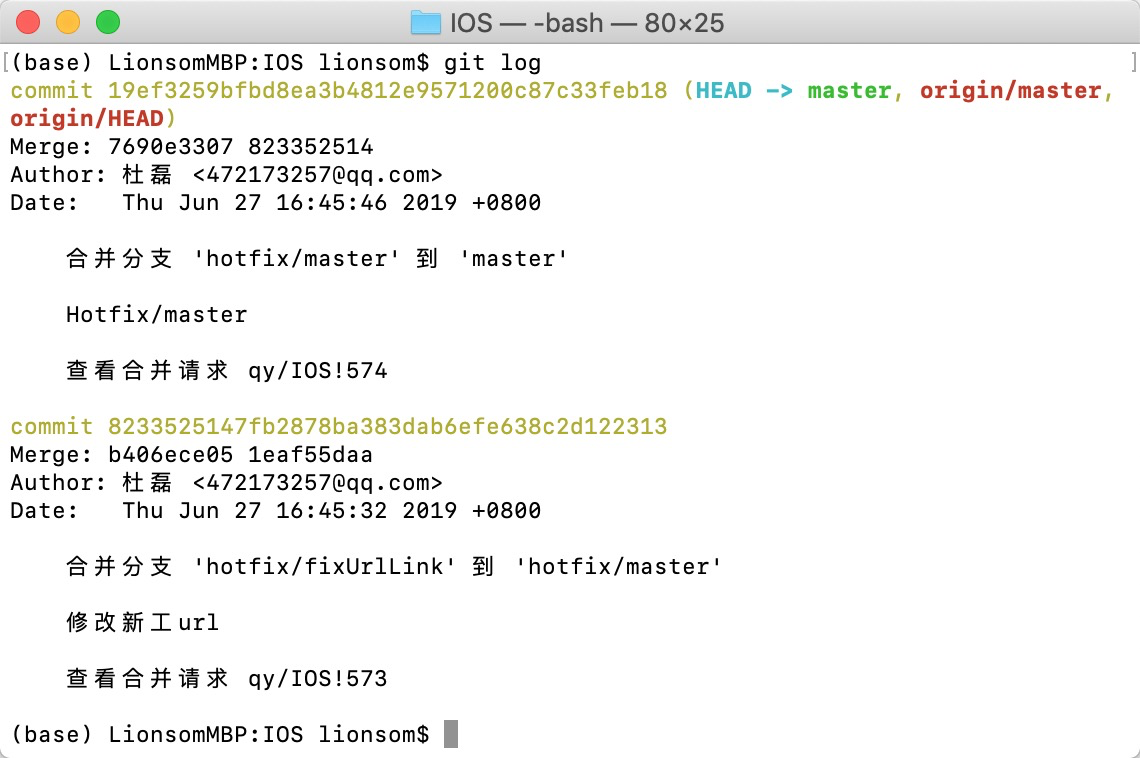 IOS — -bash — 80×25
[(base) LionsomMBP:IOS lionsom$ git log ]
commit 19ef3259bfbd8ea3b4812e9571200c87c33feb18 (HEAD -> master, origin/master,
origin/HEAD)
Merge: 7690e3307 823352514
Author: 杜磊 <472173257@qq.com>
Date:   Thu Jun 27 16:45:46 2019 +0800
    合并分支 'hotfix/master' 到 'master'
    Hotfix/master
    查看合并请求 qy/IOS!574
commit 8233525147fb2878ba383dab6efe638c2d122313
Merge: b406ece05 1eaf55daa
Author: 杜磊 <472173257@qq.com>
Date:   Thu Jun 27 16:45:32 2019 +0800
    合并分支 'hotfix/fixUrlLink' 到 'hotfix/master'
    修改新工url
    查看合并请求 qy/IOS!573
(base) LionsomMBP:IOS lionsom$